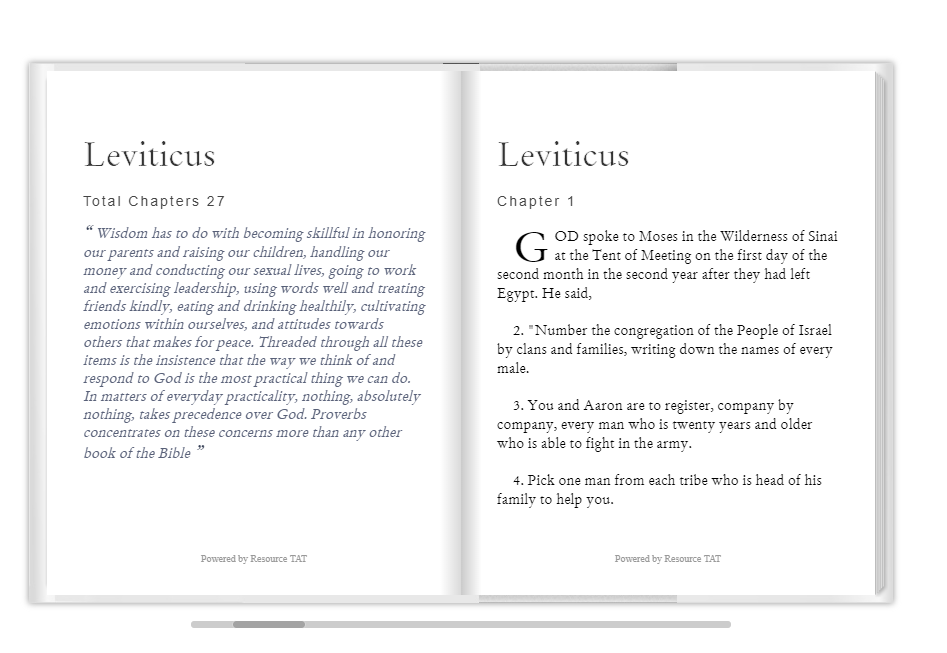 Leviticus
Total Chapters 27
“ Wisdom has to do with becoming skillful in honoring
our parents and raising our children, handling our
money and conducting our sexual lives, going to work
and exercising leadership, using words well and treating
friends kindly, eating and drinking healthily, cultivating
emotions within ourselves, and attitudes towards
others that makes for peace. Threaded through all these
items is the insistence that the way we think of and
respond to God is the most practical thing we can do.
In matters of everyday practicality, nothing, absolutely
nothing, takes precedence over God. Proverbs
concentrates on these concerns more than any other
book of the Bible ”
Powered by Resource TAT
Leviticus
Chapter 1
GOD spoke to Moses in the Wilderness of Sinai
at the Tent of Meeting on the first day of the
second month in the second year after they had left
Egypt. He said,
2. "Number the congregation of the People of Israel
by clans and families, writing down the names of every
male.
3. You and Aaron are to register, company by
company, every man who is twenty years and older
who is able to fight in the army.
4. Pick one man from each tribe who is head of his
family to help you.
Powered by Resource TAT